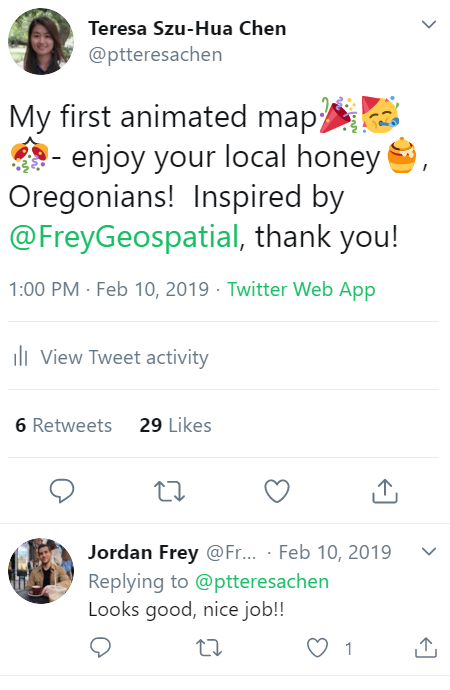 Teresa Szu-Hua Chen
@ptteresachen
My first animated map🎉🥳
🎊- enjoy your local honey🍯,
Oregonians!  Inspired by
@FreyGeospatial, thank you!
1:00 PM · Feb 10, 2019 · Twitter Web App
View Tweet activity
6 Retweets 29 Likes
Jordan Frey @Fr... · Feb 10, 2019
Replying to @ptteresachen
Looks good, nice job!!
1